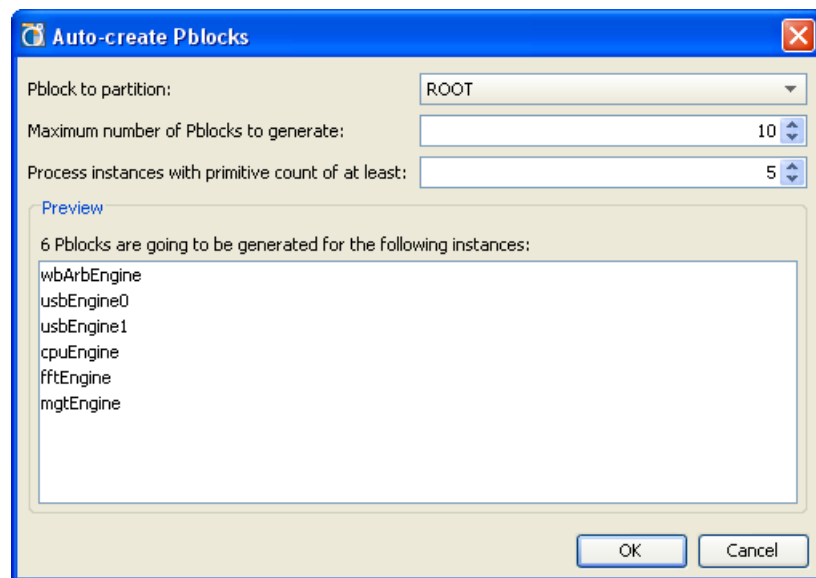 Auto-create Pblocks
Pblock to partition: ROOT
Maximum number of Pblocks to generate: 10
Process instances with primitive count of at least: 5
Preview
6 Pblocks are going to be generated for the following instances:
wbArbEngine
usbEngine0
usbEngine1
cpuEngine
fftEngine
mgtEngine
OK Cancel